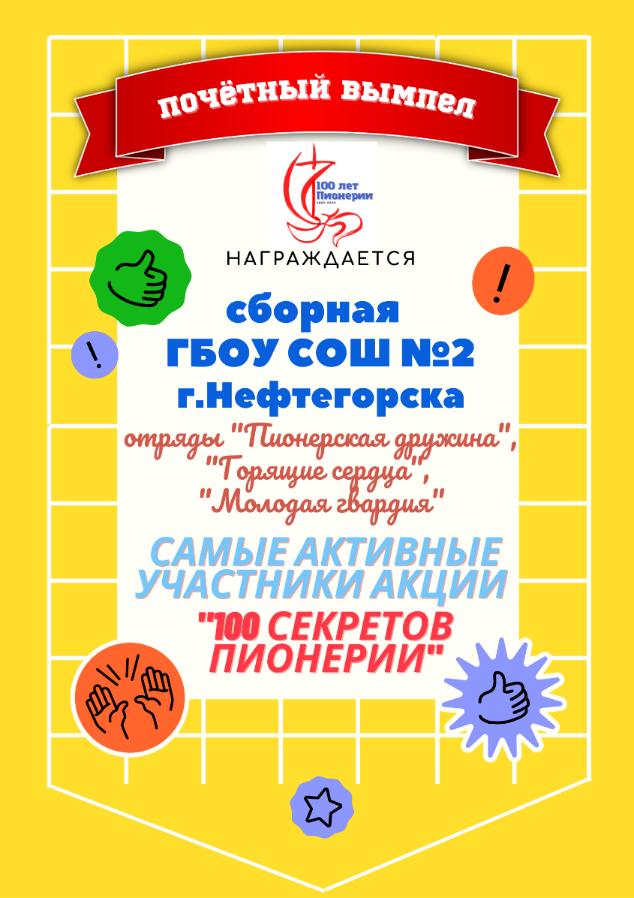 почётный вымпел
100 лет
Пионерии
НАГРАЖДАЕТСЯ
сборная
ГБОУ СОШ №2
г.Нефтегорска
отряды "Пионерская дружина",
"Горящие сердца",
"Молодая гвардия"
САМЫЕ АКТИВНЫЕ
УЧАСТНИКИ АКЦИИ
"100 СЕКРЕТОВ
ПИОНЕРИИ"